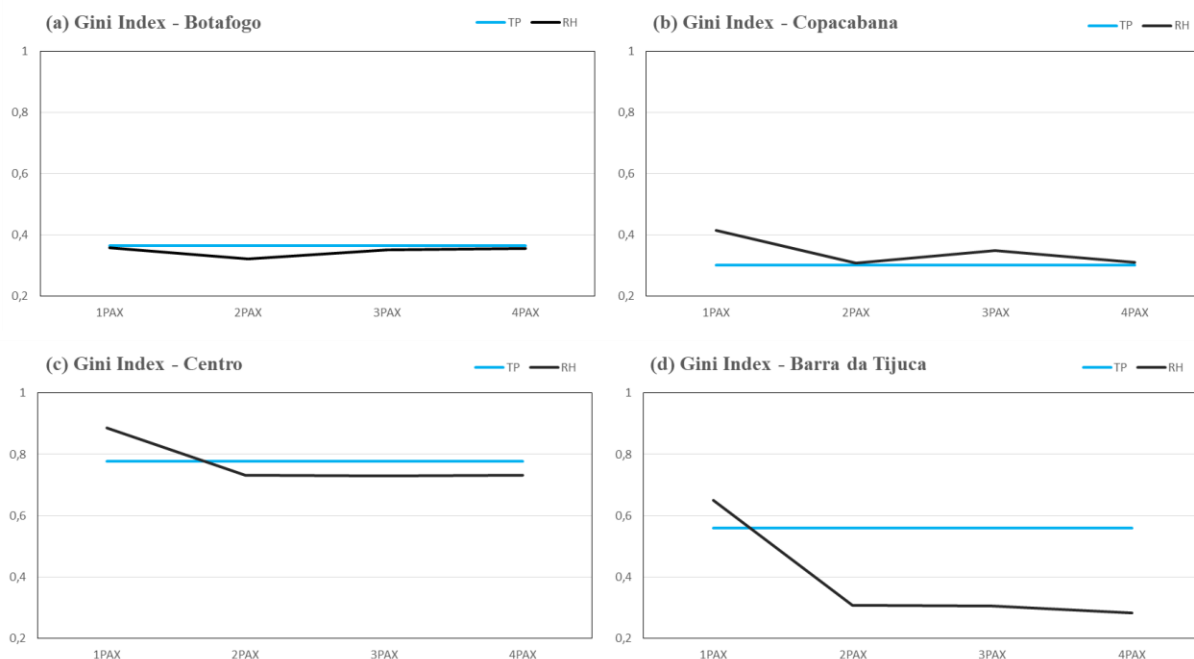 (a) Gini Index - Botafogo
TP RH
1
0,8
0,6
0,4
0,2
1PAX 2PAX 3PAX 4PAX
(b) Gini Index - Copacabana
TP RH
1
0,8
0,6
0,4
0,2
1PAX 2PAX 3PAX 4PAX
(c) Gini Index - Centro
TP RH
1
0,8
0,6
0,4
0,2
1PAX 2PAX 3PAX 4PAX
(d) Gini Index - Barra da Tijuca
TP RH
1
0,8
0,6
0,4
0,2
1PAX 2PAX 3PAX 4PAX